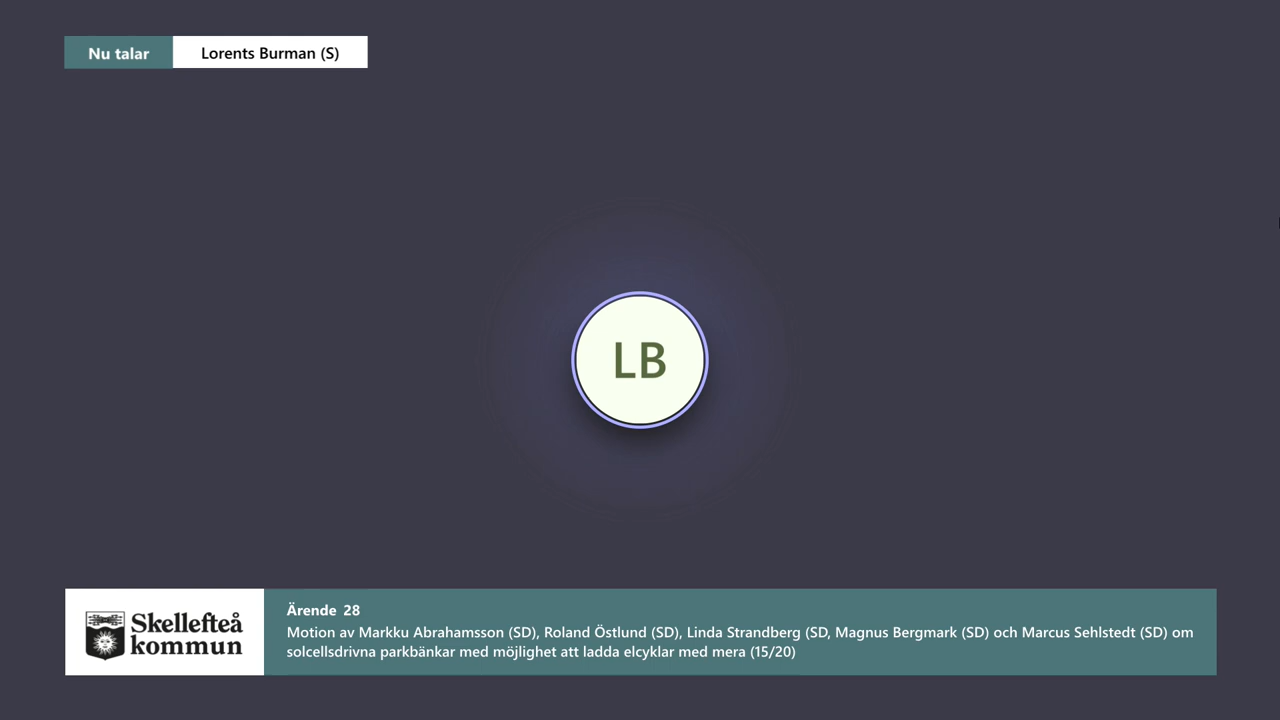 Nu talar
Lorents Burman (S)
LB
Skellefteå
kommun
Ärende 28
Motion av Markku Abrahamsson (SD), Roland Östlund (SD), Linda Strandberg (SD, Magnus Bergmark (SD) och Marcus Sehlstedt (SD) om
solcellsdrivna parkbänkar med möjlighet att ladda elcyklar med mera (15/20)